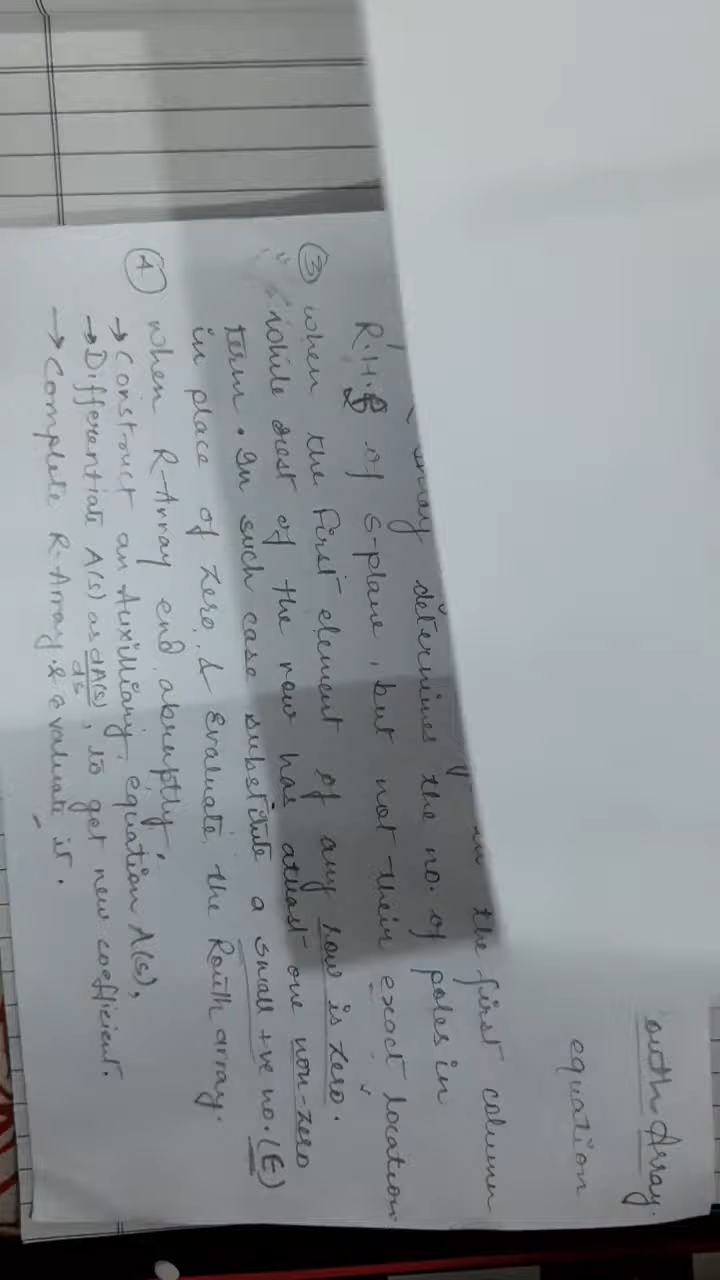 outh Array.
equation
in the first column
determines the no. of poles in
R.H.S of s-plane, but not their exact location
③ when the first element of any row is zero.
while rest of the row has atleast one non-zero
term. In such case substitute a small +ve no. (E)
in place of zero, & Evaluate the Routh array.
④ when R-Array end abruptly,
→ Construct an Auxilliary equation A(s),
→ Differentiate A(s) as dA(s)/ds, to get new coefficient.
→ Complete R-Array & evaluate it.